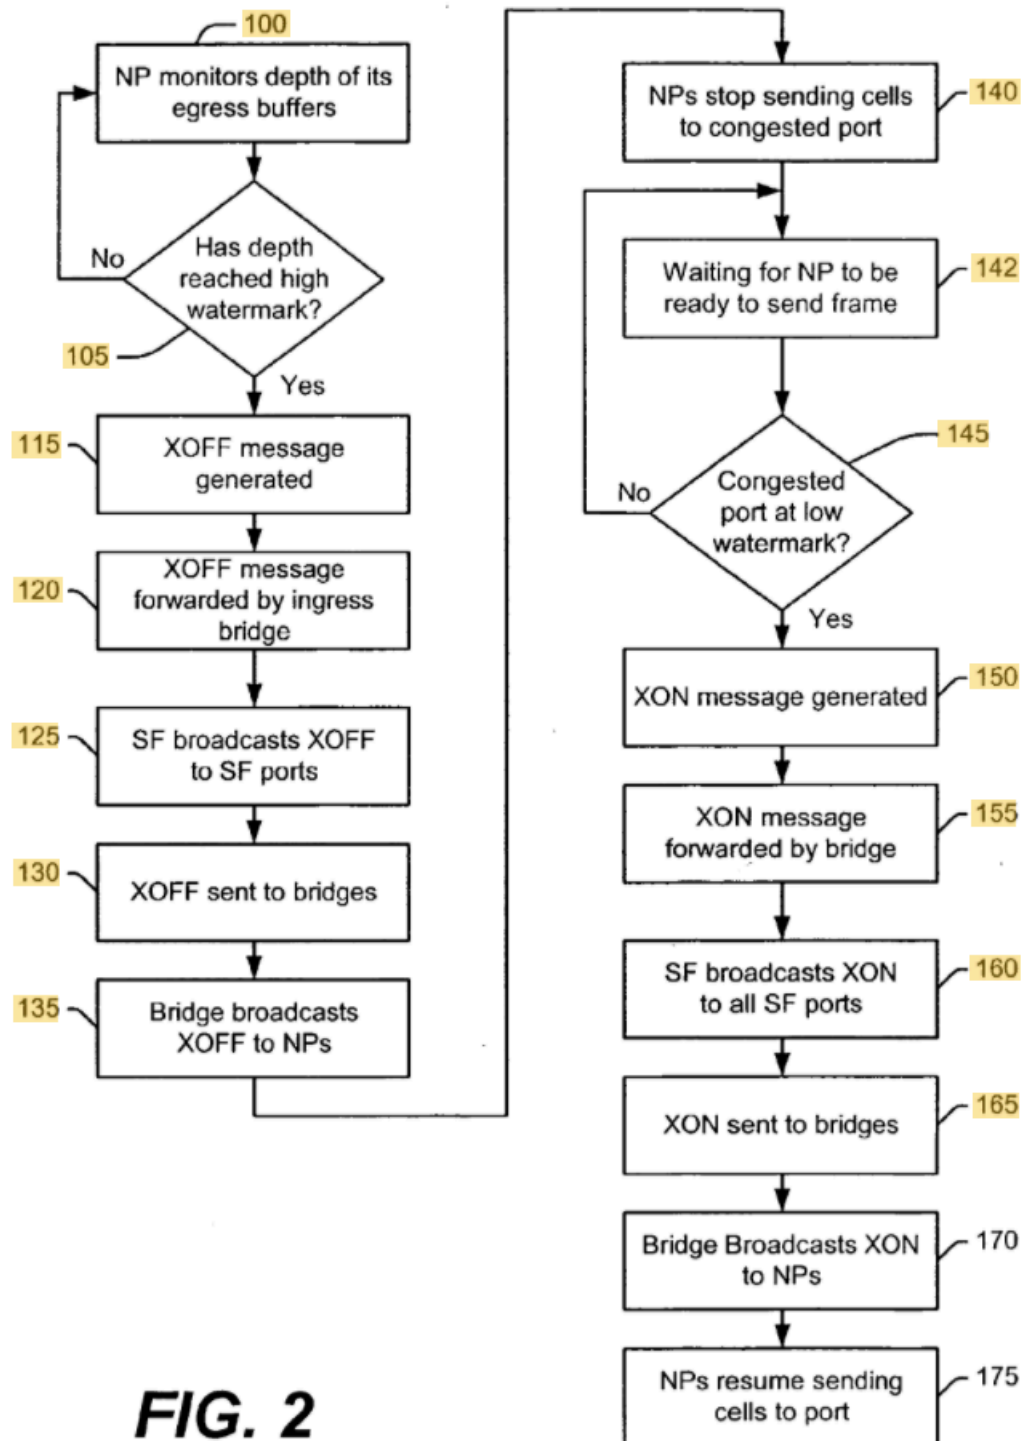 100
NP monitors depth of its
egress buffers
No
Has depth
reached high
watermark?
105
Yes
115
XOFF message
generated
120
XOFF message
forwarded by ingress
bridge
125
SF broadcasts XOFF
to SF ports
130
XOFF sent to bridges
135
Bridge broadcasts
XOFF to NPs
NPs stop sending cells
to congested port
140
Waiting for NP to be
ready to send frame
142
145
No
Congested
port at low
watermark?
Yes
XON message generated
150
XON message
forwarded by bridge
155
SF broadcasts XON
to all SF ports
160
XON sent to bridges
165
Bridge Broadcasts XON
to NPs
170
NPs resume sending
cells to port
175
FIG. 2